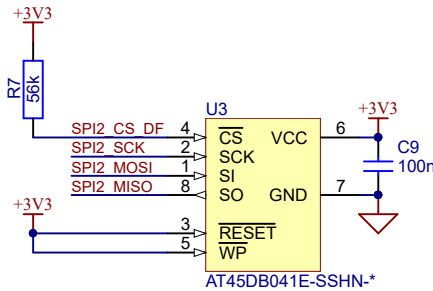 +3V3
R7
56k
U3
+3V3
SPI2_CS_DF 4 CS VCC 6
SPI2_SCK 2 SCK
C9
SPI2_MOSI 1 SI
100n
SPI2_MISO 8 SO GND 7
+3V3
3 RESET
5 WP
AT45DB041E-SSHN-*